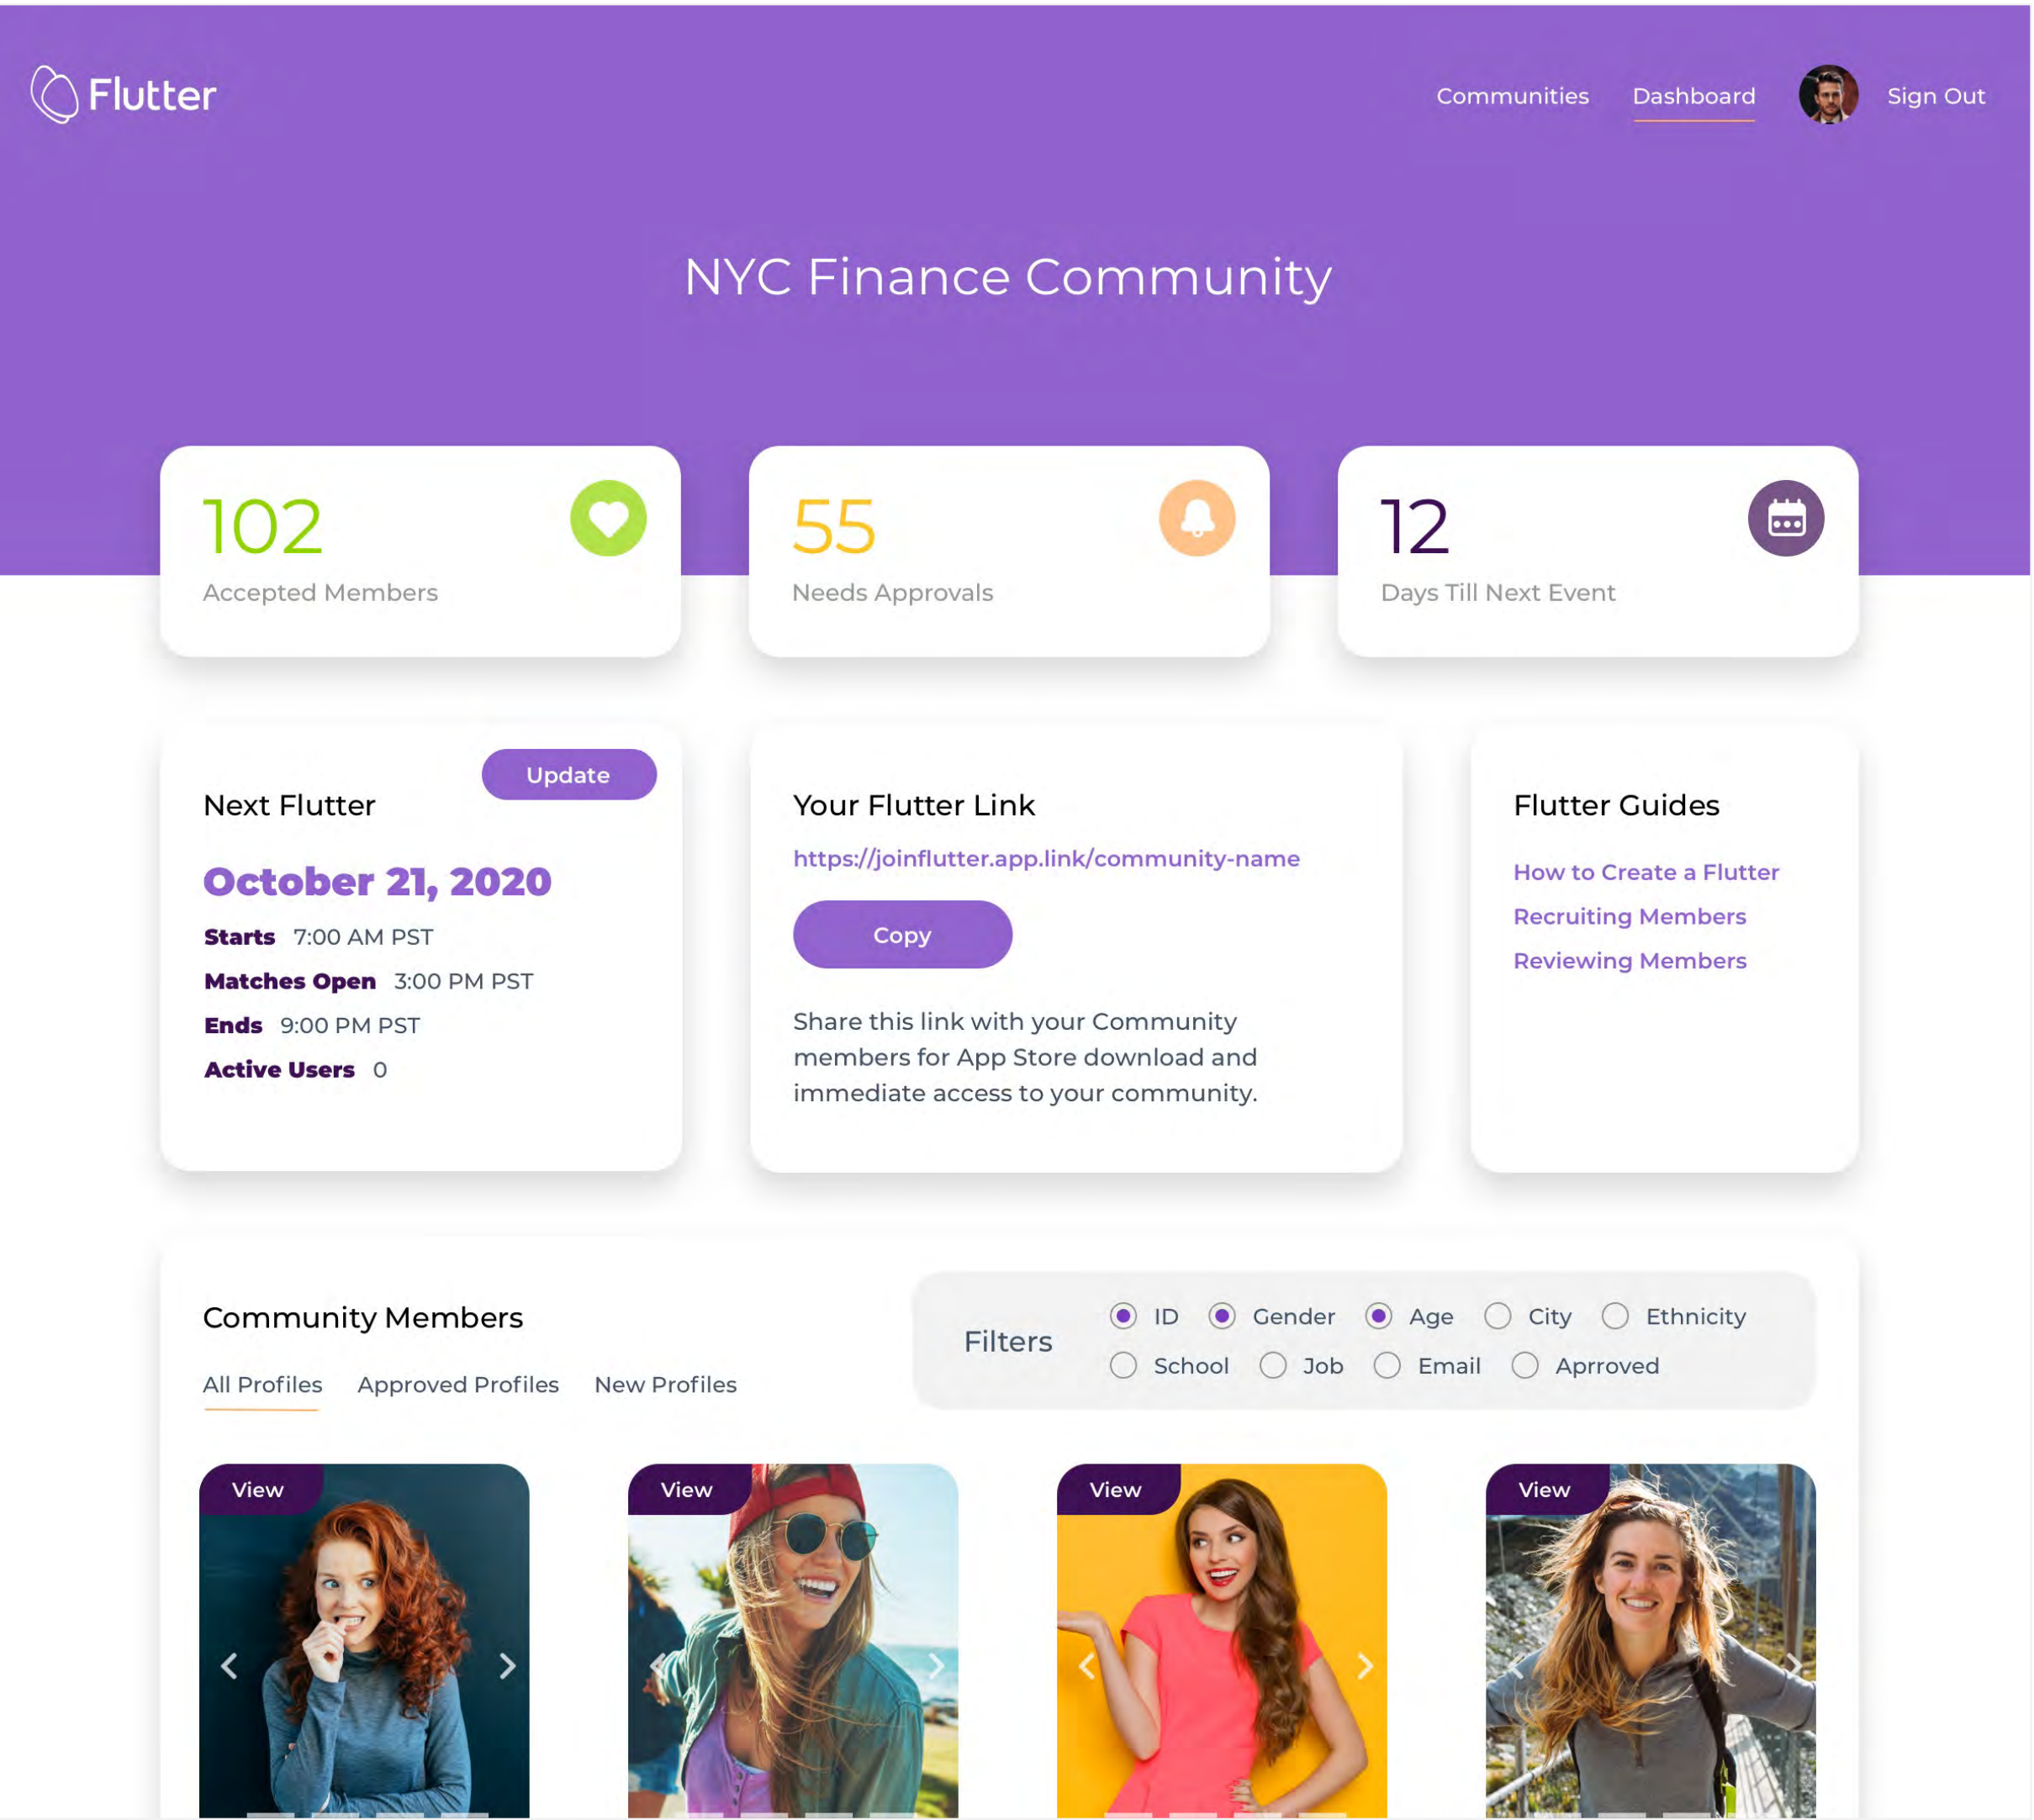 Flutter
Communities
Dashboard
Sign Out
NYC Finance Community
102
Accepted Members
55
Needs Approvals
12
Days Till Next Event
Next Flutter
Update
October 21, 2020
Starts 7:00 AM PST
Matches Open 3:00 PM PST
Ends 9:00 PM PST
Active Users 0
Your Flutter Link
https://joinflutter.app.link/community-name
Copy
Share this link with your Community
members for App Store download and
immediate access to your community.
Flutter Guides
How to Create a Flutter
Recruiting Members
Reviewing Members
Community Members
All Profiles Approved Profiles New Profiles
Filters
ID Gender Age City Ethnicity
School Job Email Aprroved
View
View
View
View